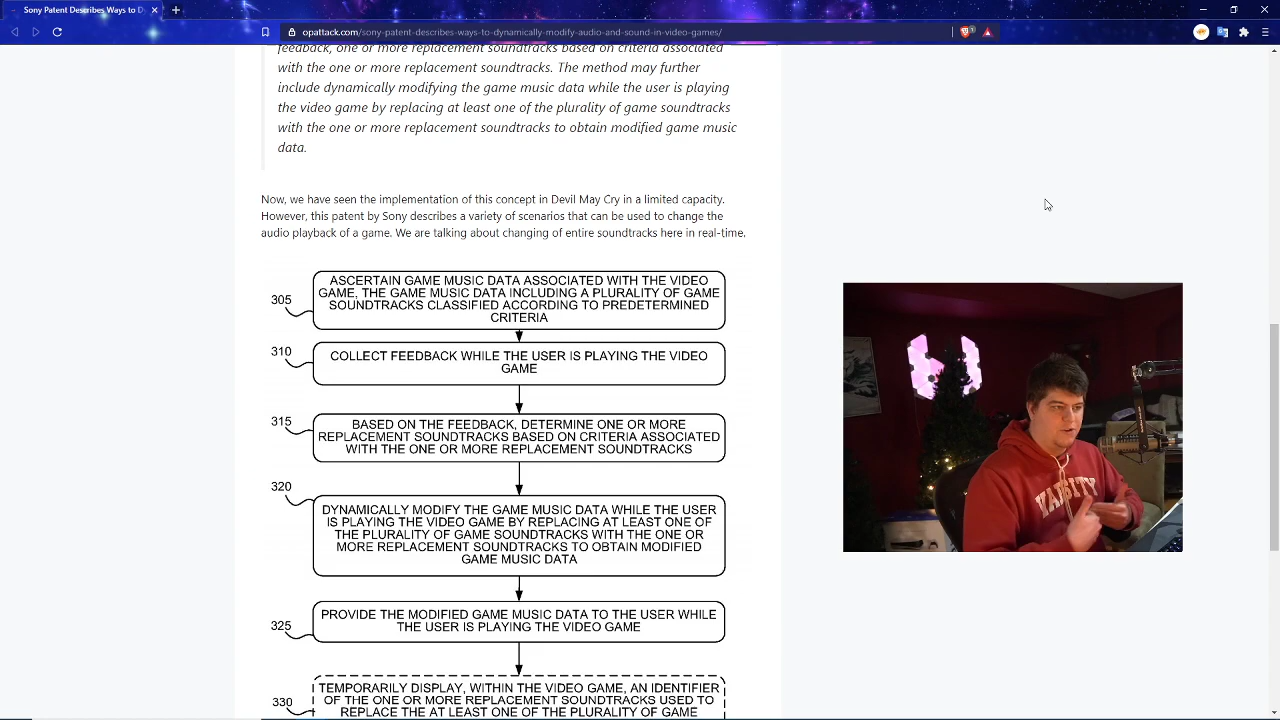 Sony Patent Describes Ways to D
opattack.com/sony-patent-describes-ways-to-dynamically-modify-audio-and-sound-in-video-games/
feedback, one or more replacement soundtracks based on criteria associated
with the one or more replacement soundtracks. The method may further
include dynamically modifying the game music data while the user is playing
the video game by replacing at least one of the plurality of game soundtracks
with the one or more replacement soundtracks to obtain modified game music
data.
Now, we have seen the implementation of this concept in Devil May Cry in a limited capacity.
However, this patent by Sony describes a variety of scenarios that can be used to change the
audio playback of a game. We are talking about changing of entire soundtracks here in real-time.
305
ASCERTAIN GAME MUSIC DATA ASSOCIATED WITH THE VIDEO
GAME, THE GAME MUSIC DATA INCLUDING A PLURALITY OF GAME
SOUNDTRACKS CLASSIFIED ACCORDING TO PREDETERMINED
CRITERIA
310
COLLECT FEEDBACK WHILE THE USER IS PLAYING THE VIDEO
GAME
315
BASED ON THE FEEDBACK, DETERMINE ONE OR MORE
REPLACEMENT SOUNDTRACKS BASED ON CRITERIA ASSOCIATED
WITH THE ONE OR MORE REPLACEMENT SOUNDTRACKS
320
DYNAMICALLY MODIFY THE GAME MUSIC DATA WHILE THE USER
IS PLAYING THE VIDEO GAME BY REPLACING AT LEAST ONE OF
THE PLURALITY OF GAME SOUNDTRACKS WITH THE ONE OR
MORE REPLACEMENT SOUNDTRACKS TO OBTAIN MODIFIED
GAME MUSIC DATA
325
PROVIDE THE MODIFIED GAME MUSIC DATA TO THE USER WHILE
THE USER IS PLAYING THE VIDEO GAME
330
TEMPORARILY DISPLAY, WITHIN THE VIDEO GAME, AN IDENTIFIER
OF THE ONE OR MORE REPLACEMENT SOUNDTRACKS USED TO
REPLACE THE AT LEAST ONE OF THE PLURALITY OF GAME
VARSITY